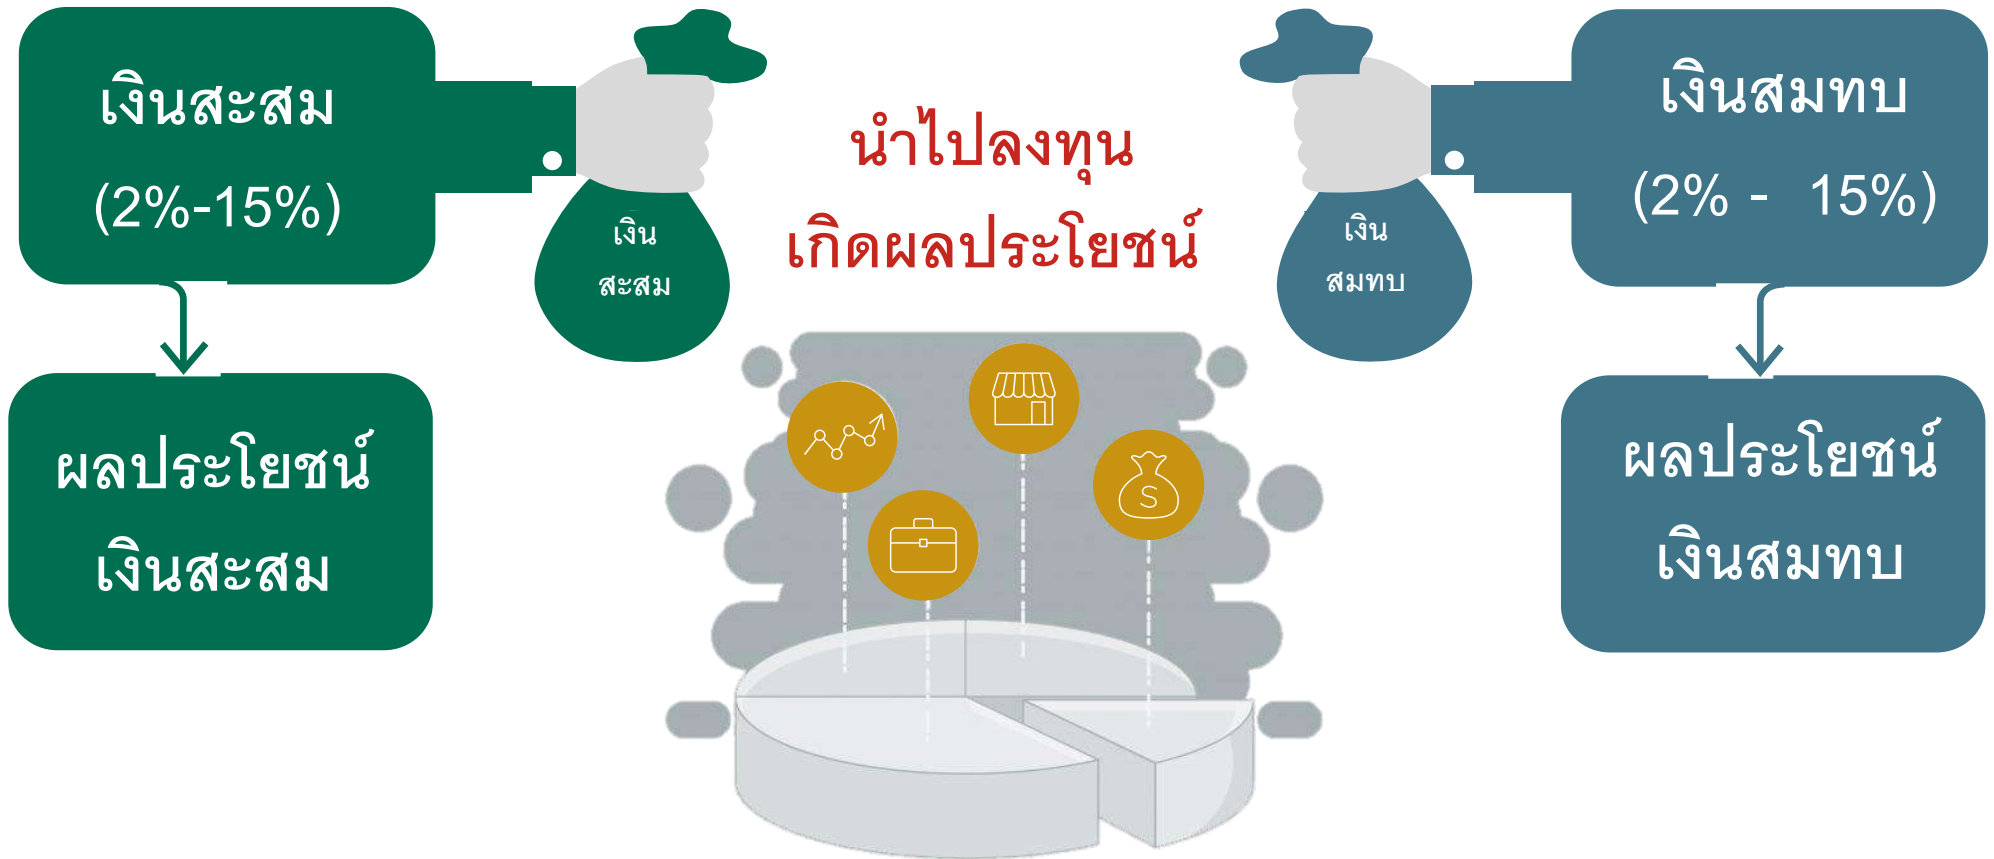 เงินสะสม
(2%-15%)
เงิน
สะสม
นำไปลงทุน
เกิดผลประโยชน์
เงิน
สมทบ
เงินสมทบ
(2% - 15%)
ผลประโยชน์
เงินสะสม
S
ผลประโยชน์
เงินสมทบ